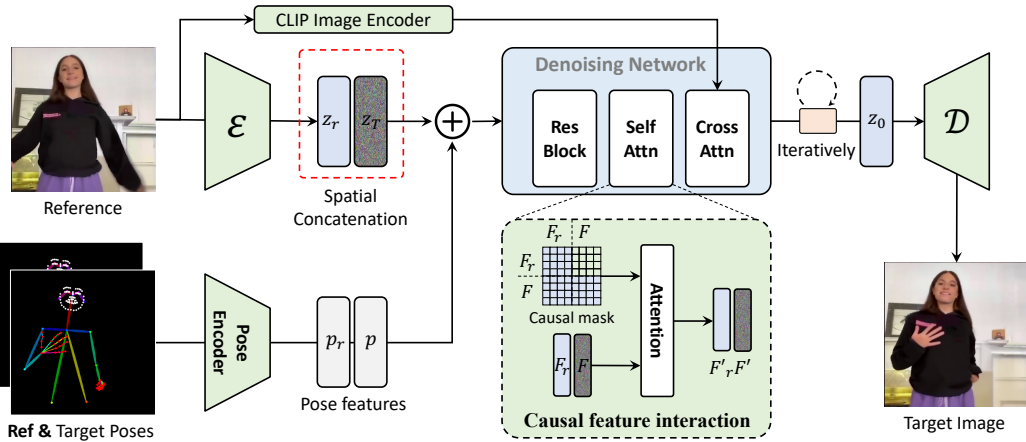 CLIP Image Encoder
Denoising Network
ℰ
z_r
z_T
Res
Block
Self
Attn
Cross
Attn
Iteratively
z_0
𝒟
Reference
Spatial
Concatenation
F_r F
F_r
F
Causal mask
Attention
F_r F
F'_r F'
Causal feature interaction
Pose
Encoder
p_r
p
Pose features
Ref & Target Poses
Target Image